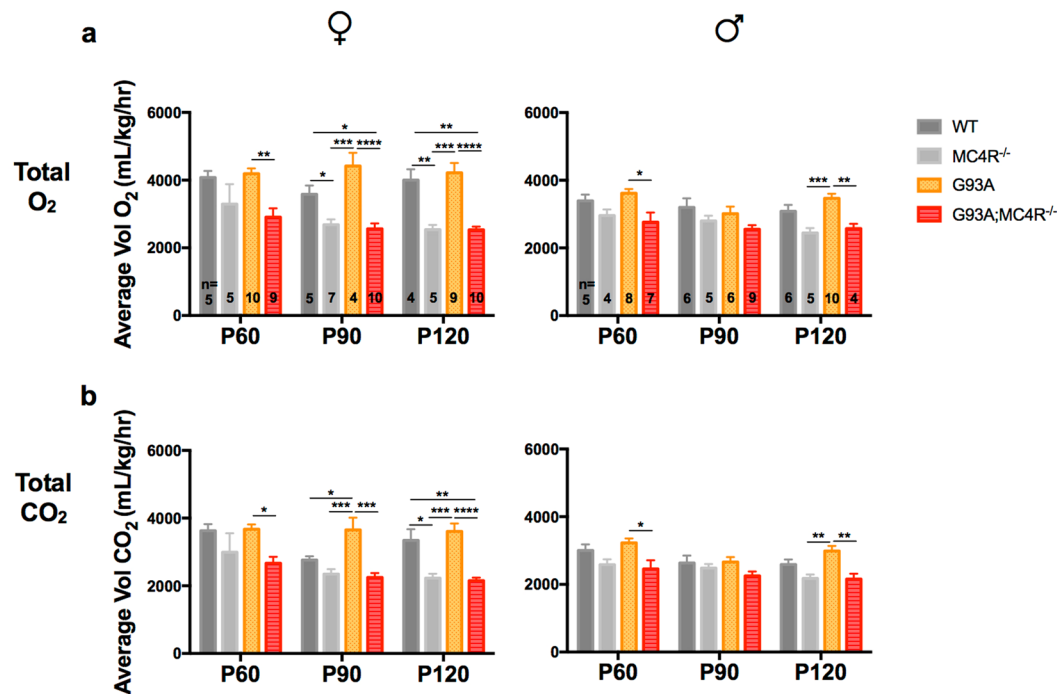 ♀ ♂
a
Total
O₂
Average Vol O₂ (mL/kg/hr)
6000
4000
2000
0
** * *** **** * ** *** **** **
n=
5 5 10 9 5 7 4 10 4 5 9 10
P60 P90 P120
6000
4000
2000
0
* *** **
n=
5 4 8 7 6 5 6 9 6 5 10 4
P60 P90 P120
WT
MC4R-/-
G93A
G93A;MC4R-/-
b
Total
CO₂
Average Vol CO₂ (mL/kg/hr)
6000
4000
2000
0
* * *** *** ** * *** ****
P60 P90 P120
6000
4000
2000
0
* ** **
P60 P90 P120